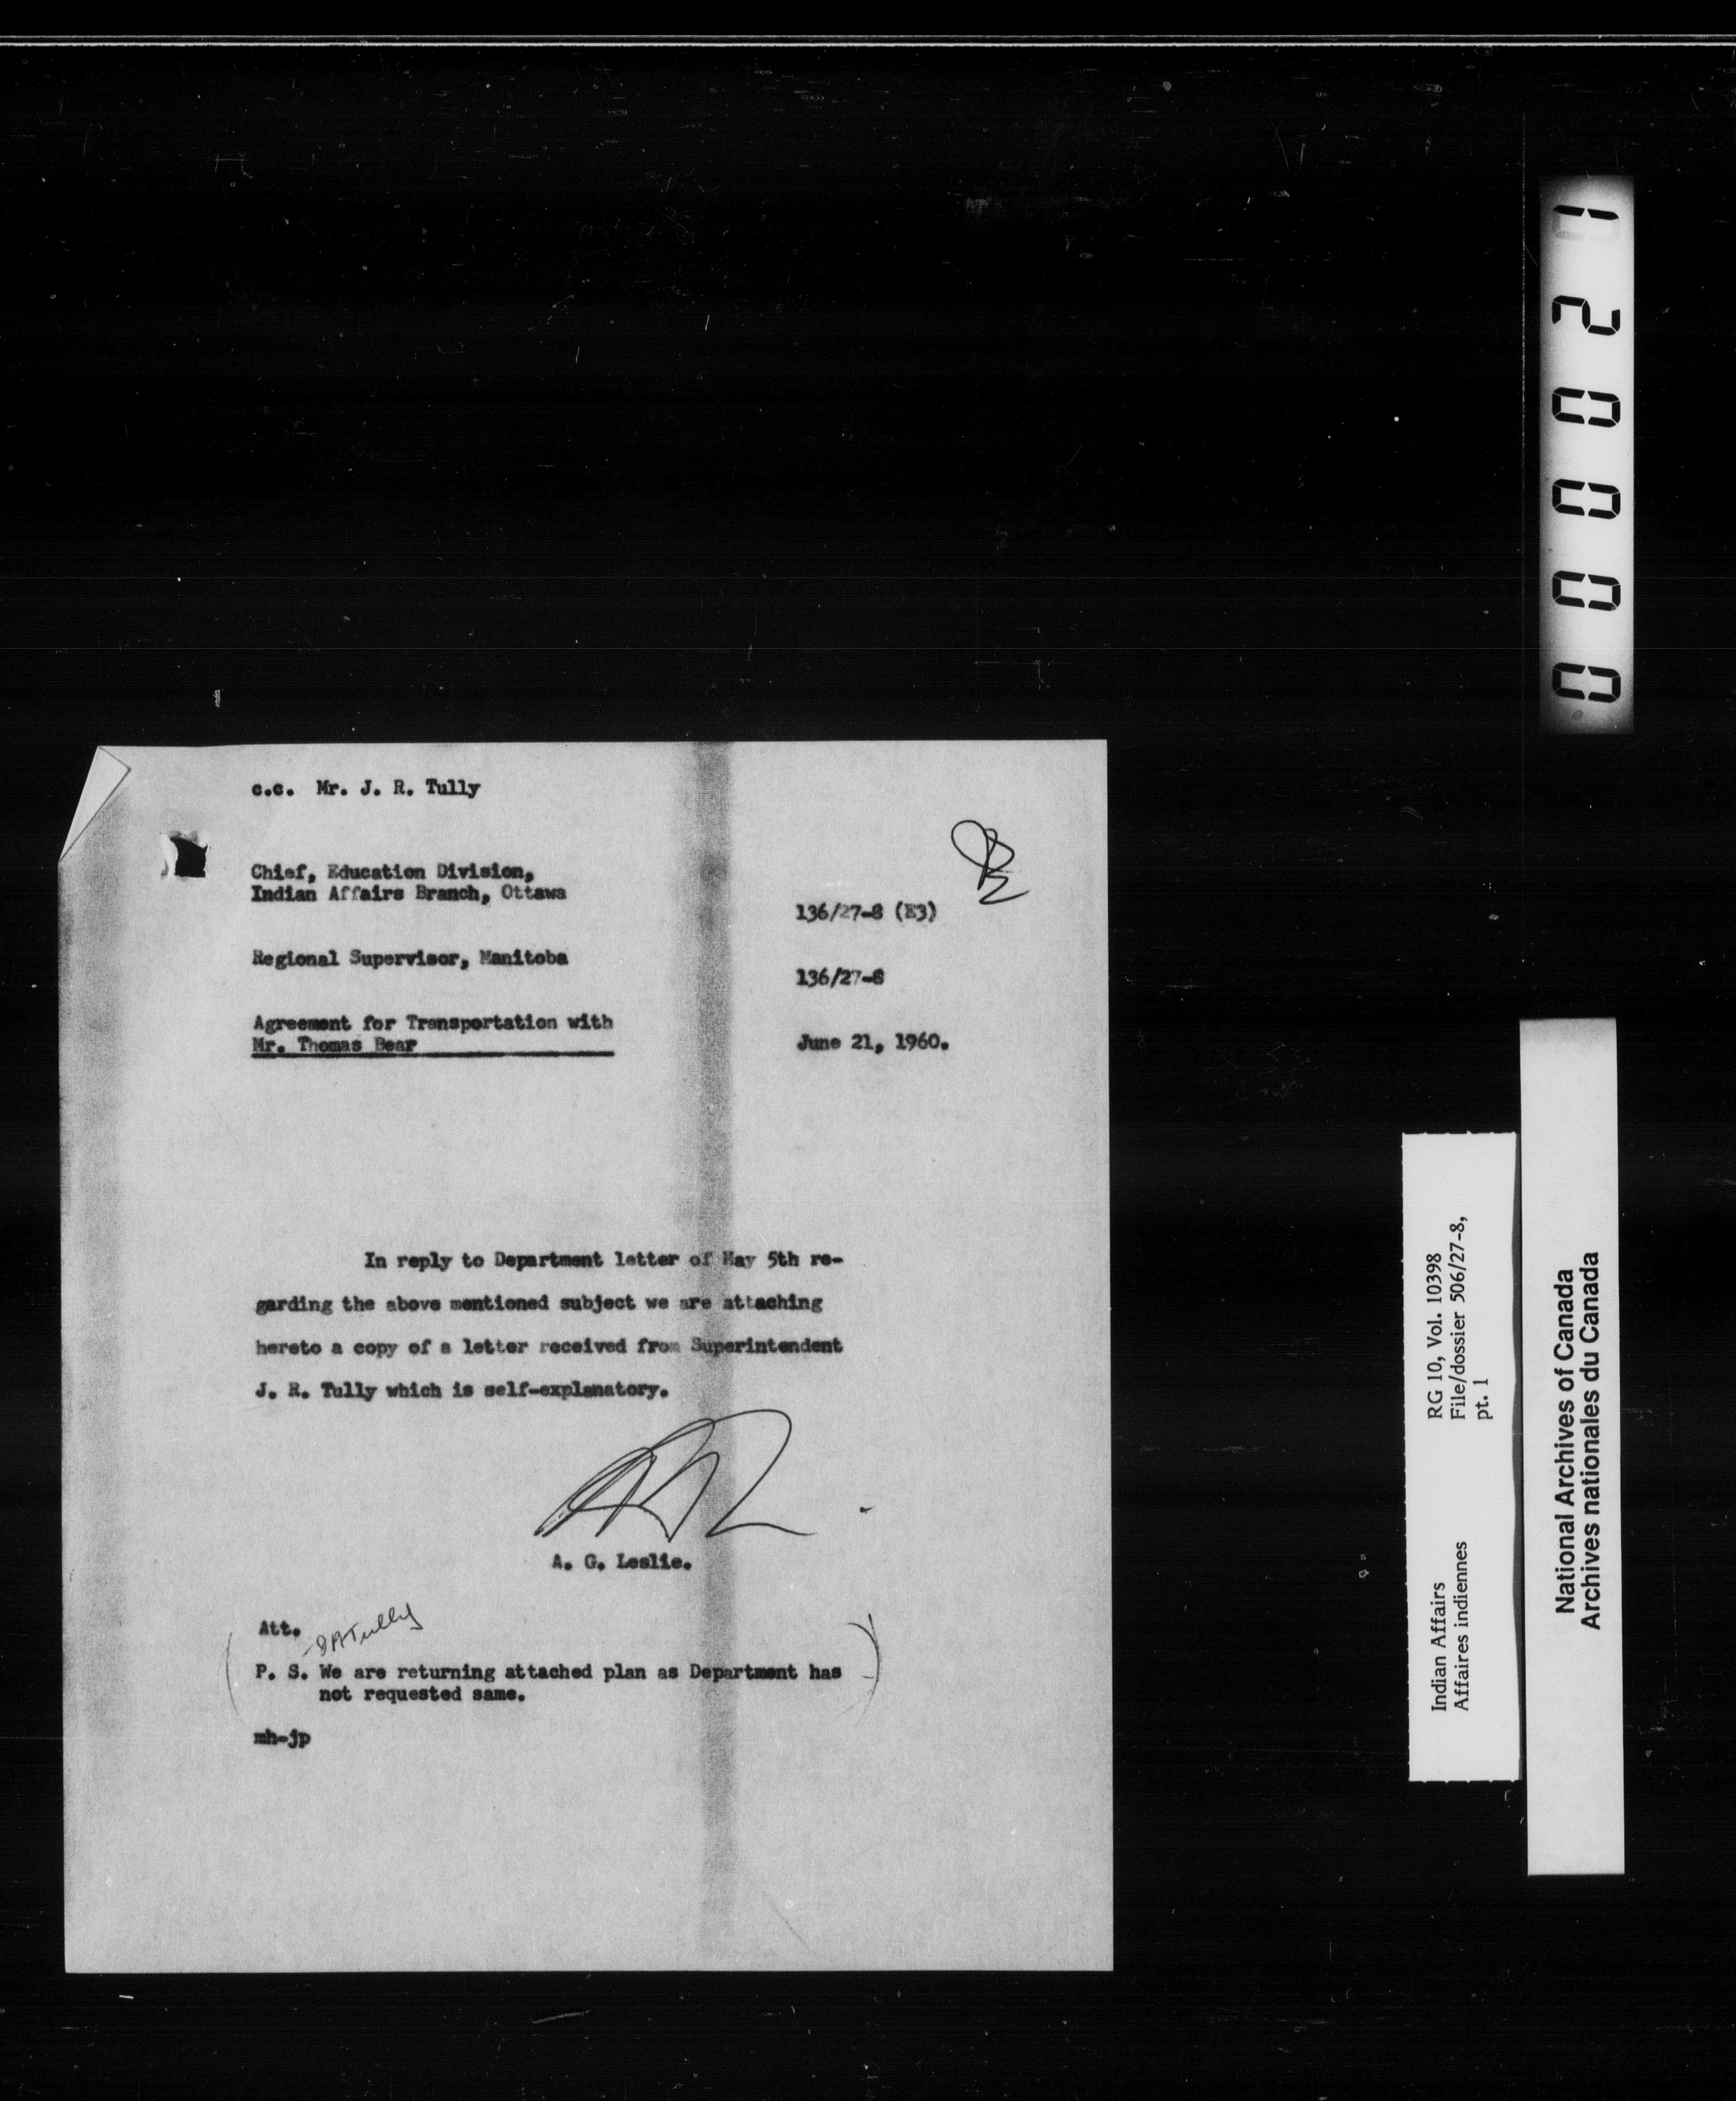 c.c. Mr. J. R. Tully
Chief, Education Division,
Indian Affairs Branch, Ottawa
136/27-8 (E3)
Regional Supervisor, Manitoba
136/27-8
Agreement for Transportation with
Mr. Thomas Bear
June 21, 1960.
In reply to Department letter of May 5th re-
garding the above mentioned subject we are attaching
hereto a copy of a letter received from Superintendent
J. R. Tully which is self-explanatory.
A. G. Leslie.
Att.
JRTully
P. S. We are returning attached plan as Department has
not requested same.
mh-jp
000021
Indian Affairs
Affaires indiennes
RG 10, Vol. 10398
File/dossier 506/27-8,
pt. 1
National Archives of Canada
Archives nationales du Canada